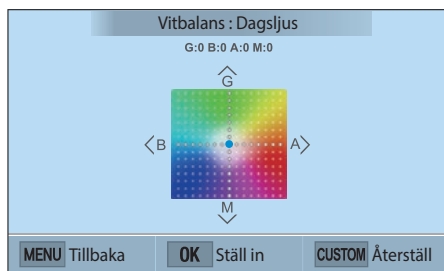 Vitbalans : Dagsljus
G:0 B:0 A:0 M:0
G
B A
M
MENU Tillbaka OK Ställ in CUSTOM Återställ